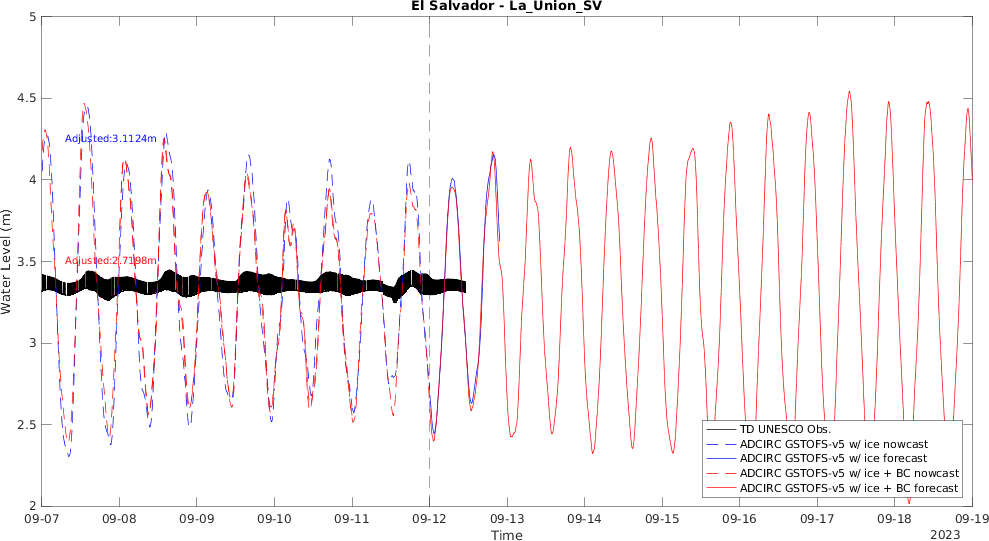 El Salvador - La_Union_SV
5
4.5
4
3.5
3
2.5
2
Water Level (m)
Adjusted:3.1124m
Adjusted:2.7198m
TD UNESCO Obs.
ADCIRC GSTOFS-v5 w/ ice nowcast
ADCIRC GSTOFS-v5 w/ ice forecast
ADCIRC GSTOFS-v5 w/ ice + BC nowcast
ADCIRC GSTOFS-v5 w/ ice + BC forecast
09-07 09-08 09-09 09-10 09-11 09-12 09-13 09-14 09-15 09-16 09-17 09-18 09-19
Time
2023